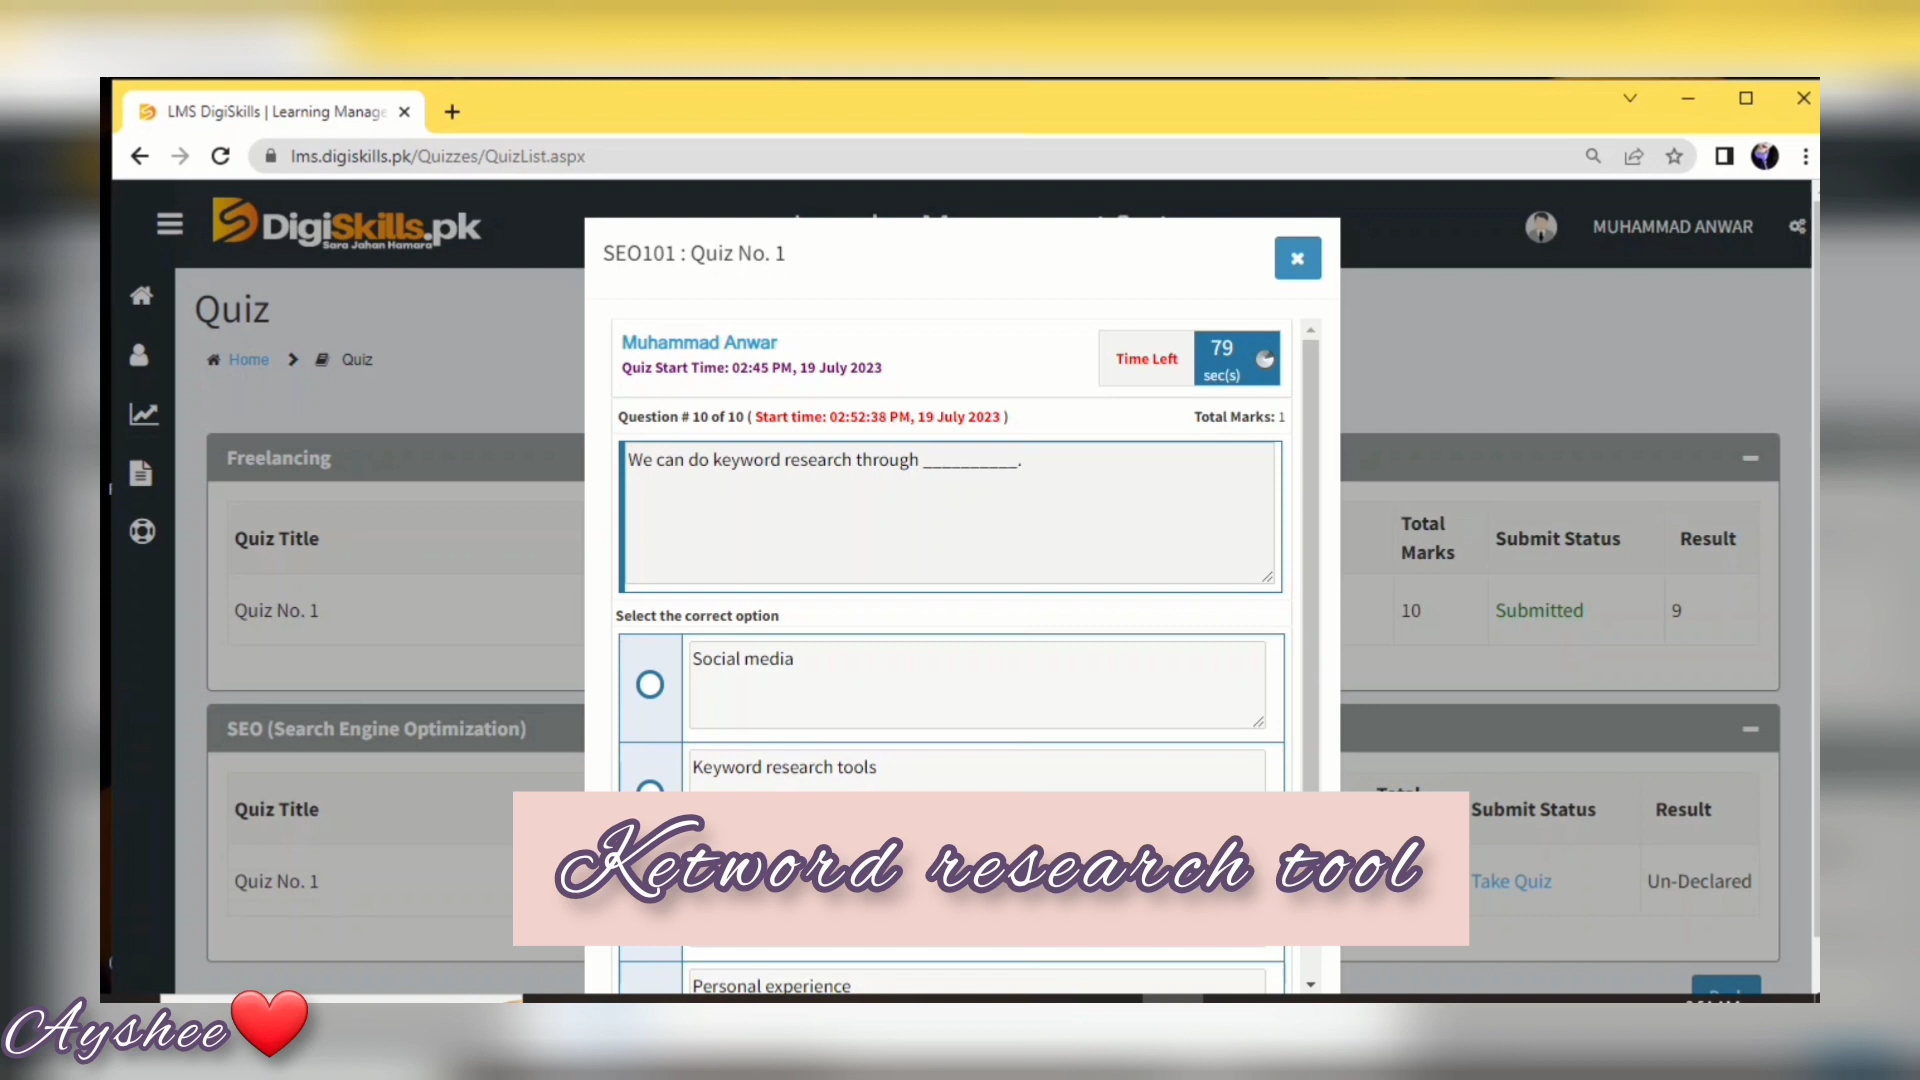 LMS DigiSkills | Learning Manage
lms.digiskills.pk/Quizzes/QuizList.aspx
DigiSkills.pk
Sara Jahan Hamara
MUHAMMAD ANWAR
SEO101 : Quiz No. 1
Quiz
Home > Quiz
Muhammad Anwar
Quiz Start Time: 02:45 PM, 19 July 2023
Time Left
79
sec(s)
Question # 10 of 10 ( Start time: 02:52:38 PM, 19 July 2023 )
Total Marks: 1
We can do keyword research through __________.
Select the correct option
Social media
Keyword research tools
Personal experience
Freelancing
Quiz Title
Total Marks
Submit Status
Result
Quiz No. 1
10
Submitted
9
SEO (Search Engine Optimization)
Quiz Title
Submit Status
Result
Quiz No. 1
Take Quiz
Un-Declared
Ketword research tool
Ayshee